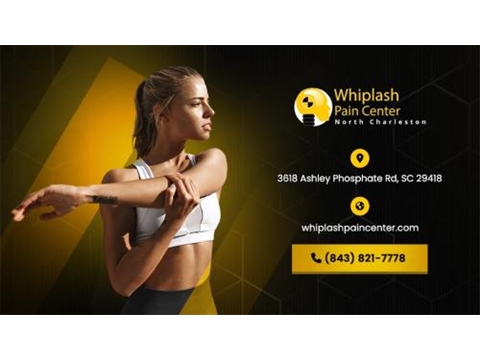 Whiplash
Pain Center
North Charleston
3618 Ashley Phosphate Rd, SC 29418
whiplashpaincenter.com
(843) 821-7778